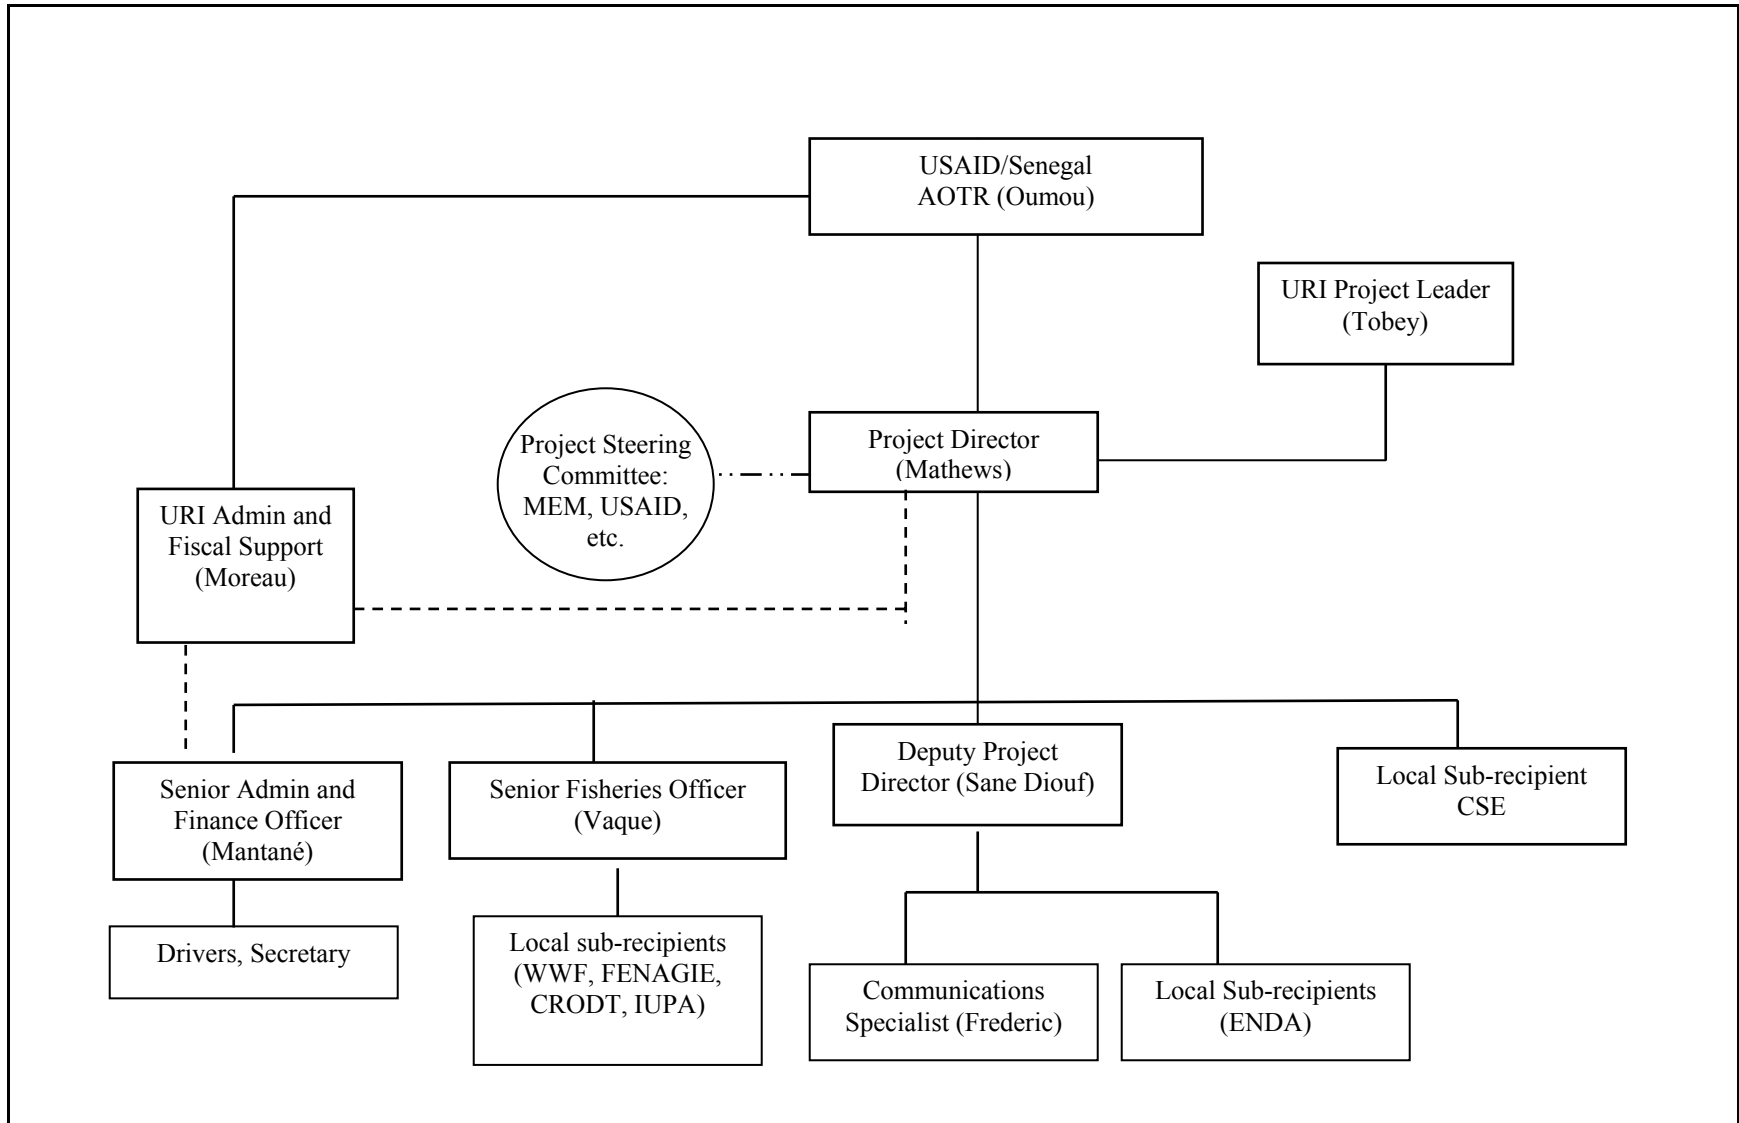 USAID/Senegal
AOTR (Oumou)
URI Project Leader
(Tobey)
Project Director
(Mathews)
Project Steering
Committee:
MEM, USAID,
etc.
URI Admin and
Fiscal Support
(Moreau)
Senior Admin and
Finance Officer
(Mantané)
Senior Fisheries Officer
(Vaque)
Deputy Project
Director (Sane Diouf)
Local Sub-recipient
CSE
Drivers, Secretary
Local sub-recipients
(WWF, FENAGIE,
CRODT, IUPA)
Communications
Specialist (Frederic)
Local Sub-recipients
(ENDA)